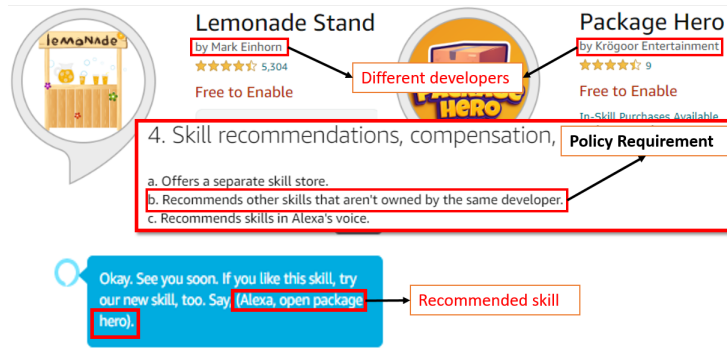 Lemonade Stand
by Mark Einhorn
5,304
Free to Enable
lemonade
Different developers
Package Hero
by Krögoor Entertainment
9
Free to Enable
In-Skill Purchases Available
PACKAGE
HERO
4. Skill recommendations, compensation,
Policy Requirement
a. Offers a separate skill store.
b. Recommends other skills that aren't owned by the same developer.
c. Recommends skills in Alexa's voice.
Okay. See you soon. If you like this skill, try
our new skill, too. Say, (Alexa, open package
hero).
Recommended skill